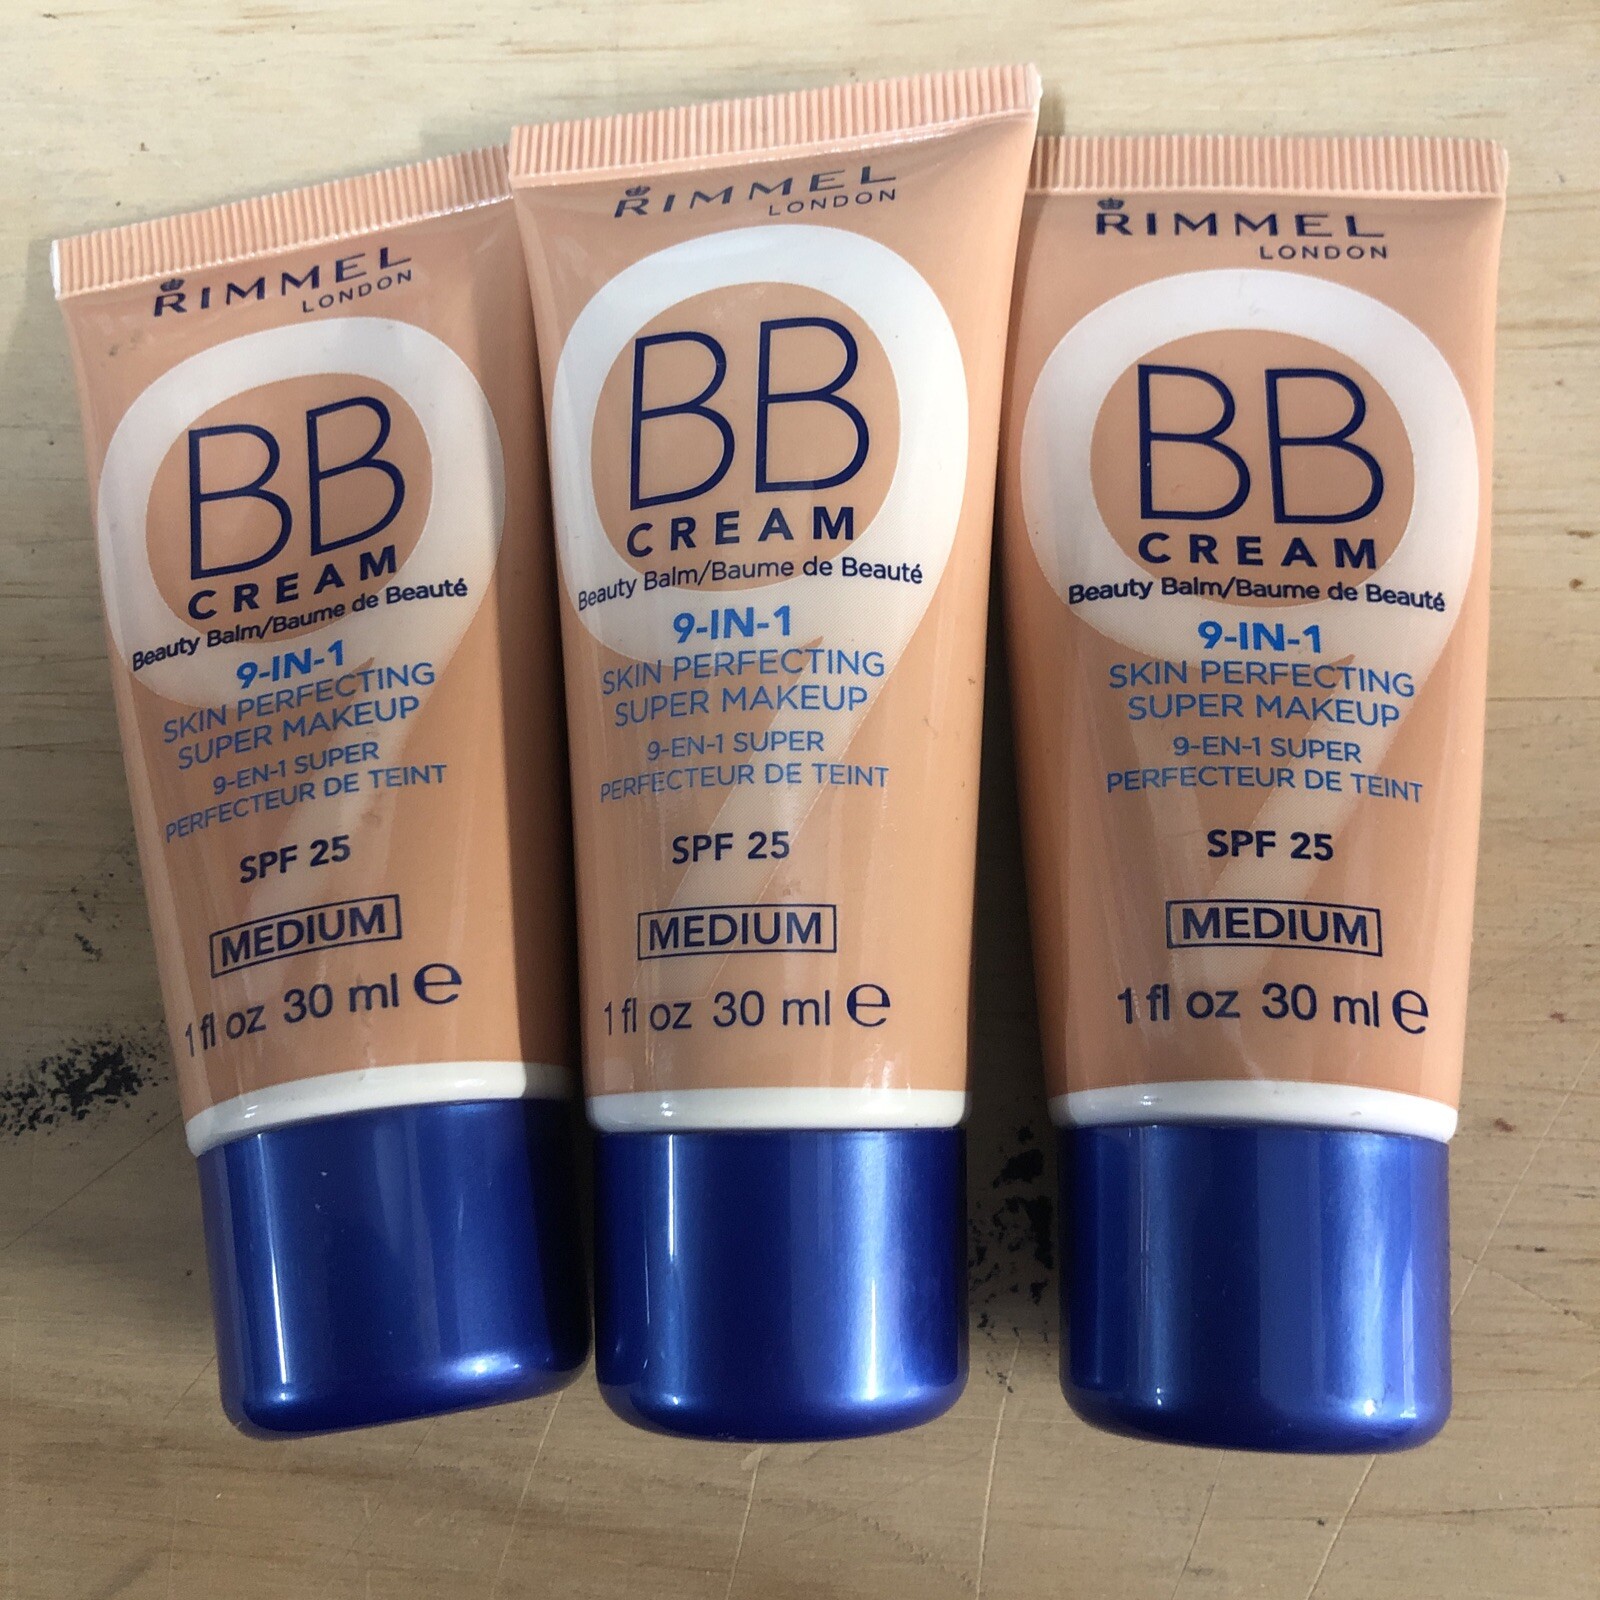 RIMMEL
LONDON
BB
CREAM
Beauty Balm/Baume de Beauté
9-IN-1
SKIN PERFECTING
SUPER MAKEUP
9-EN-1 SUPER
PERFECTEUR DE TEINT
SPF 25
MEDIUM
1 fl oz 30 ml e
RIMMEL
LONDON
BB
CREAM
Beauty Balm/Baume de Beauté
9-IN-1
SKIN PERFECTING
SUPER MAKEUP
9-EN-1 SUPER
PERFECTEUR DE TEINT
SPF 25
MEDIUM
1 fl oz 30 ml e
RIMMEL
LONDON
BB
CREAM
Beauty Balm/Baume de Beauté
9-IN-1
SKIN PERFECTING
SUPER MAKEUP
9-EN-1 SUPER
PERFECTEUR DE TEINT
SPF 25
MEDIUM
1 fl oz 30 ml e